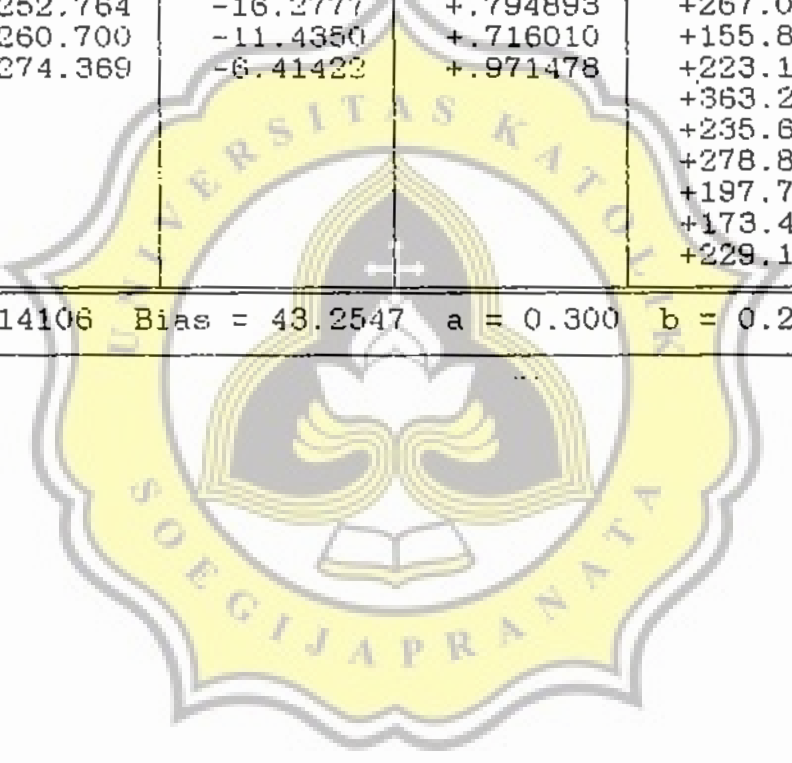 252.764 -16.2777 +.794893 +267.0
260.700 -11.4350 +.716010 +155.8
274.369 -6.41422 +.971478 +223.1
+363.2
+235.6
+278.8
+197.7
+173.4
+229.1
14106 Bias = 43.2547 a = 0.300 b = 0.2
UNIVERSITAS KATOLIK
SOEGIJAPRANATA